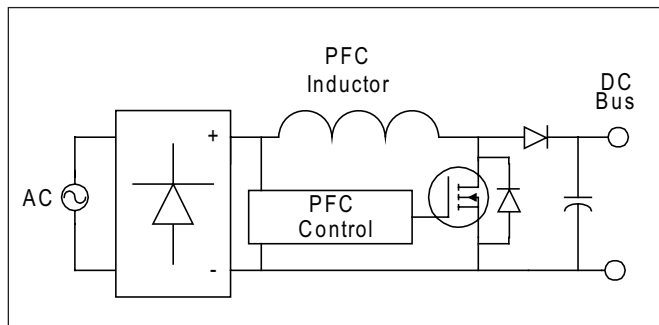 PFC
Inductor
DC
Bus
+
AC
PFC
Control
-